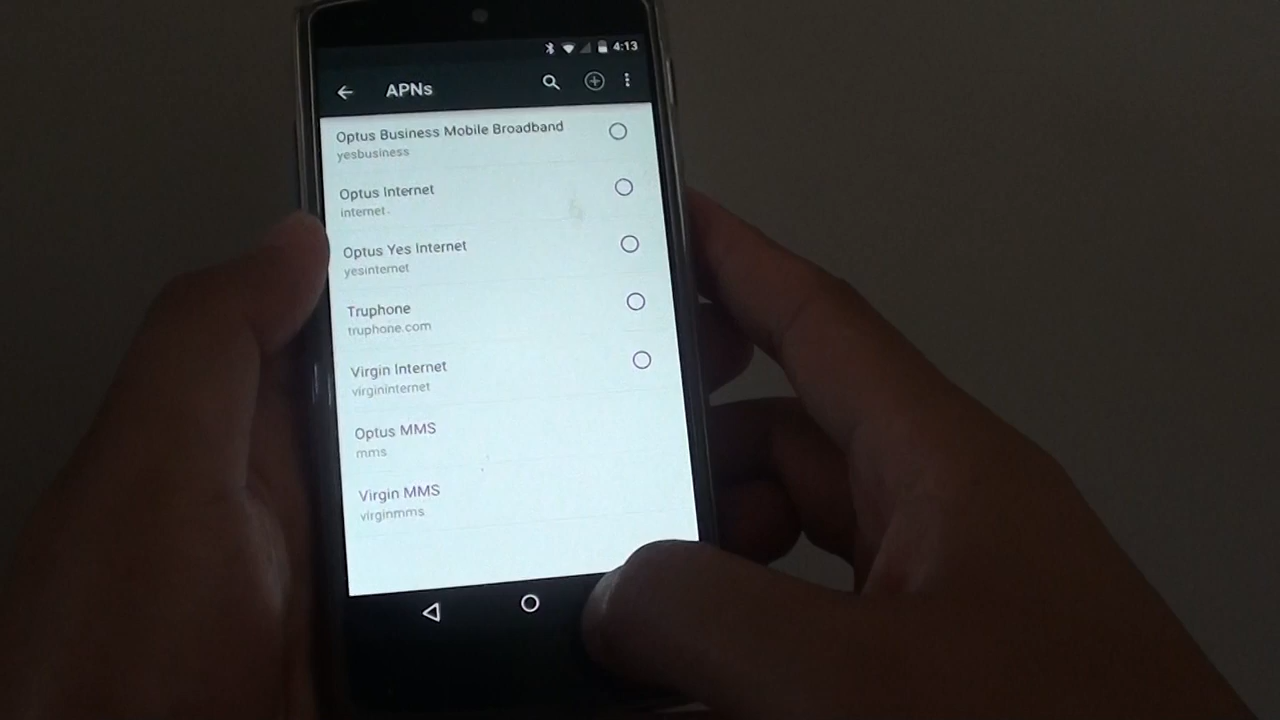 4:13
APNs
Optus Business Mobile Broadband
yesbusiness
Optus Internet
internet
Optus Yes Internet
yesinternet
Truphone
truphone.com
Virgin Internet
virgininternet
Optus MMS
mms
Virgin MMS
virginmms